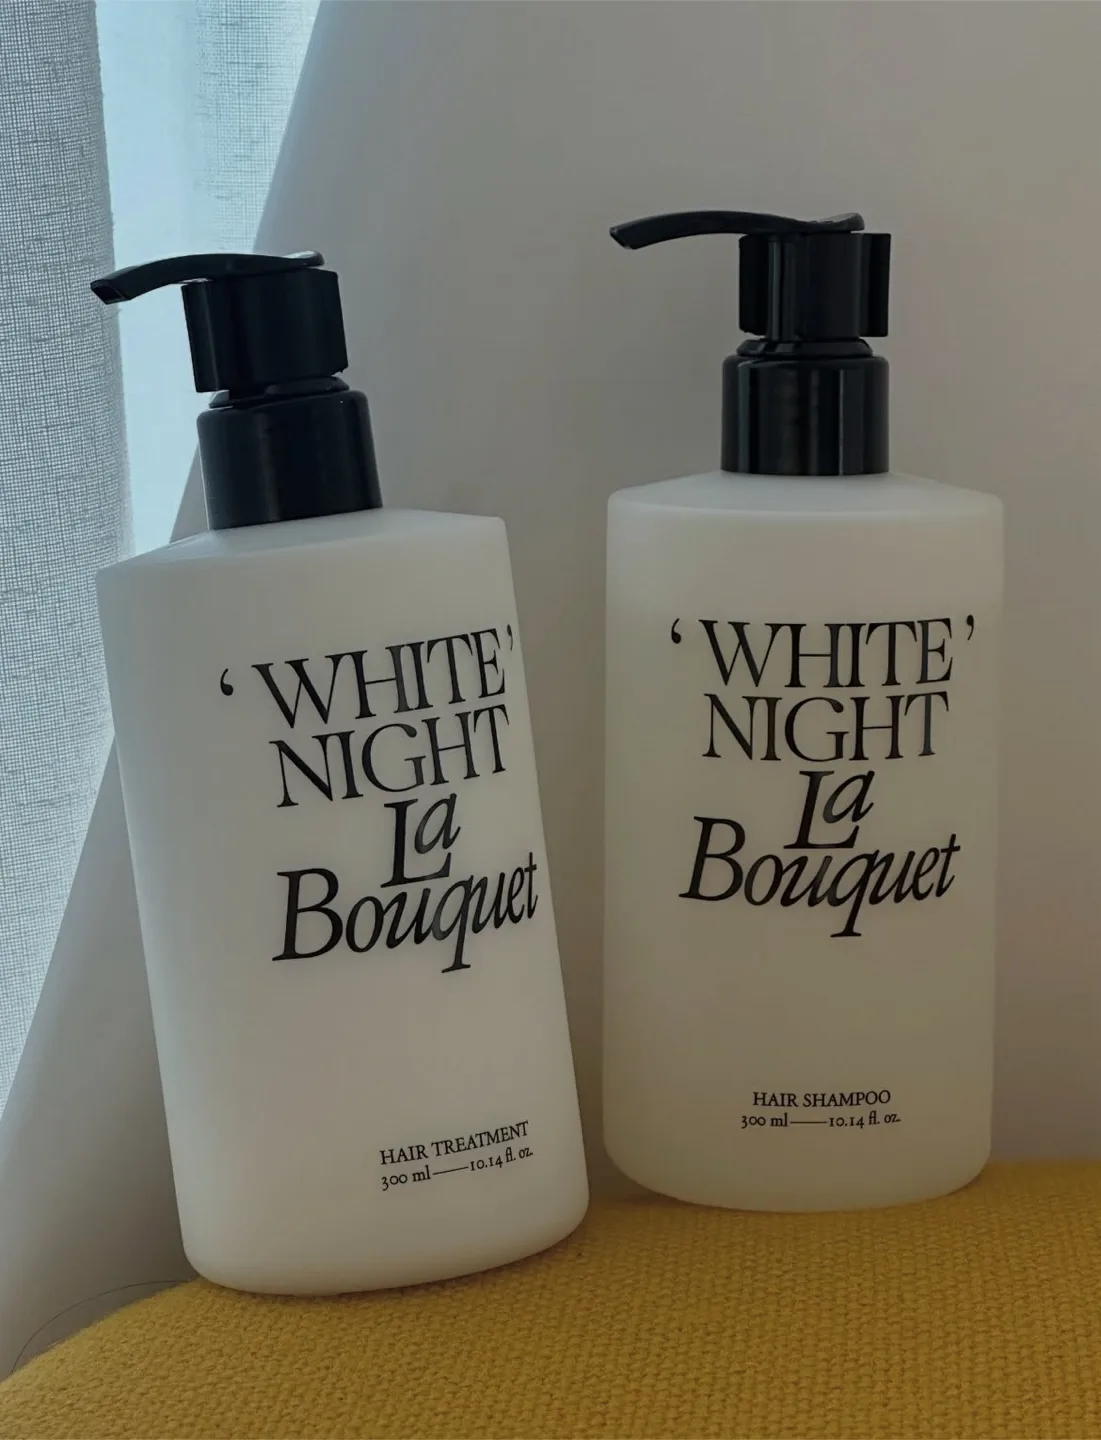 ‘ WHITE ’
NIGHT
La
Bouquet
HAIR TREATMENT
300 ml——10.14 fl. oz.
‘ WHITE ’
NIGHT
La
Bouquet
HAIR SHAMPOO
300 ml——10.14 fl. oz.